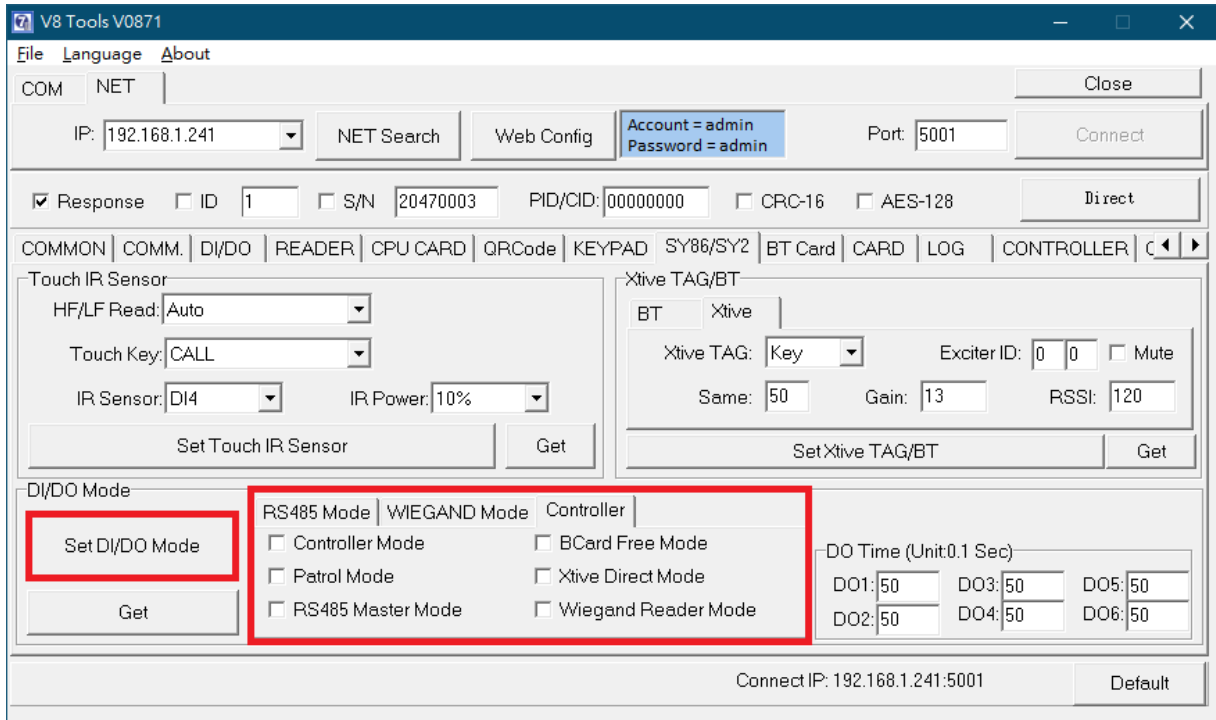 V8 Tools V0871
File Language About
COM NET Close
IP: 192.168.1.241 NET Search Web Config Account = admin Port: 5001 Connect
Password = admin
Response ID 1 S/N 20470003 PID/CID: 00000000 CRC-16 AES-128 Direct
COMMON COMM. DI/DO READER CPU CARD QRCode KEYPAD SY86/SY2 BT Card CARD LOG CONTROLLER
Touch IR Sensor Xtive TAG/BT
HF/LF Read: Auto BT Xtive
Touch Key: CALL Xtive TAG: Key Exciter ID: 0 0 Mute
IR Sensor: DI4 IR Power: 10% Same: 50 Gain: 13 RSSI: 120
Set Touch IR Sensor Get Set Xtive TAG/BT Get
DI/DO Mode
RS485 Mode WIEGAND Mode Controller
Set DI/DO Mode Controller Mode BCard Free Mode DO Time (Unit:0.1 Sec)
Patrol Mode Xtive Direct Mode DO1: 50 DO3: 50 DO5: 50
Get RS485 Master Mode Wiegand Reader Mode DO2: 50 DO4: 50 DO6: 50
Connect IP: 192.168.1.241:5001 Default